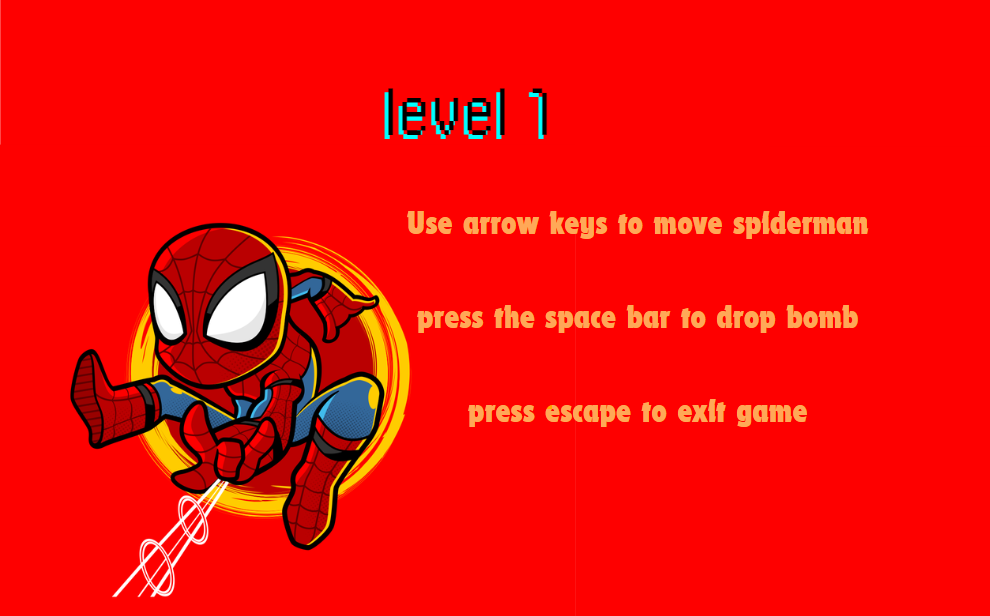 level 1
Use arrow keys to move spiderman
press the space bar to drop bomb
press escape to exit game